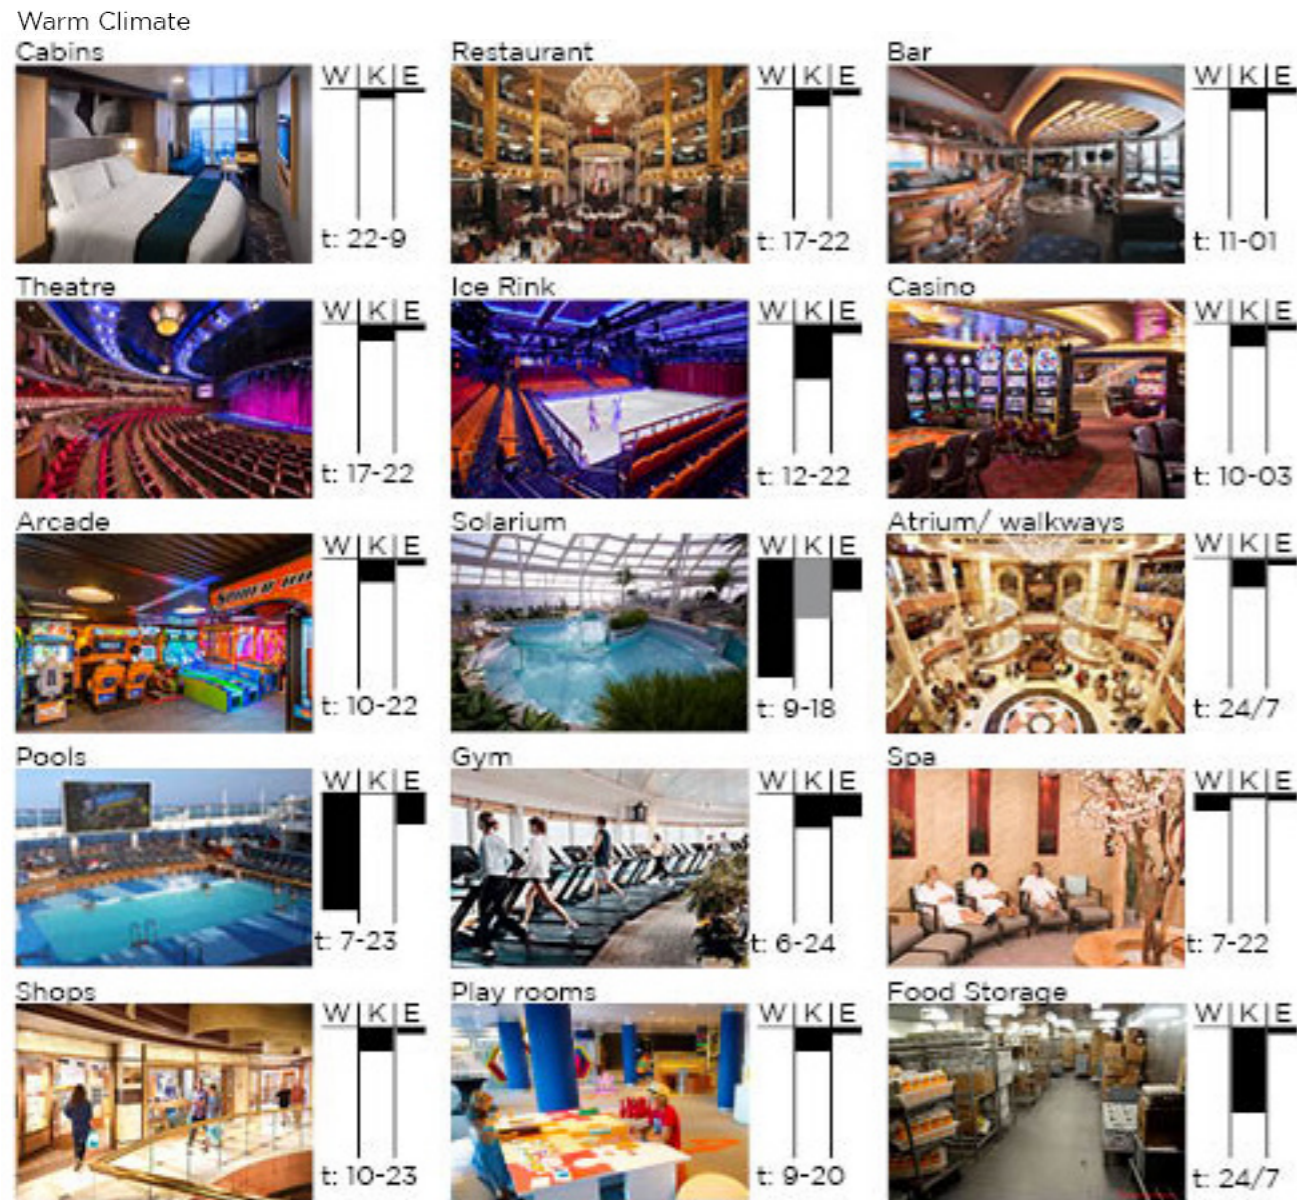 Warm Climate
Cabins
W K E
t: 22-9
Restaurant
W K E
t: 17-22
Bar
W K E
t: 11-01
Theatre
W K E
t: 17-22
Ice Rink
W K E
t: 12-22
Casino
W K E
t: 10-03
Arcade
W K E
t: 10-22
Solarium
W K E
t: 9-18
Atrium/ walkways
W K E
t: 24/7
Pools
W K E
t: 7-23
Gym
W K E
t: 6-24
Spa
W K E
t: 7-22
Shops
W K E
t: 10-23
Play rooms
W K E
t: 9-20
Food Storage
W K E
t: 24/7